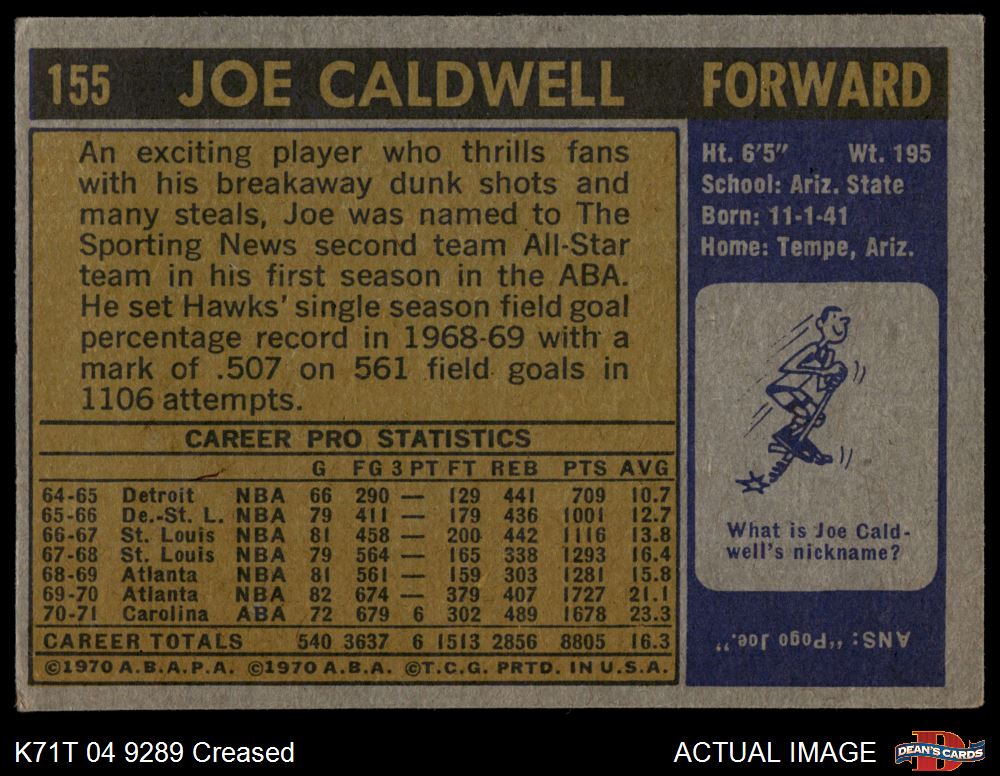 155 JOE CALDWELL FORWARD
An exciting player who thrills fans
with his breakaway dunk shots and
many steals, Joe was named to The
Sporting News second team All-Star
team in his first season in the ABA.
He set Hawks' single season field goal
percentage record in 1968-69 with a
mark of .507 on 561 field goals in
1106 attempts.
CAREER PRO STATISTICS
G FG 3 PT FT REB PTS AVG
64-65 Detroit NBA 66 290 — 129 441 709 10.7
65-66 De.-St. L. NBA 79 411 — 179 436 1001 12.7
66-67 St. Louis NBA 81 458 — 200 442 1116 13.8
67-68 St. Louis NBA 79 564 — 165 338 1293 16.4
68-69 Atlanta NBA 81 561 — 159 303 1281 15.8
69-70 Atlanta NBA 82 674 — 379 407 1727 21.1
70-71 Carolina ABA 72 679 6 302 489 1678 23.3
CAREER TOTALS 540 3637 6 1513 2856 8805 16.3
©1970 A.B.A.P.A. ©1970 A.B.A. ©T.C.G. PRTD. IN U.S.A.
Ht. 6'5" Wt. 195
School: Ariz. State
Born: 11-1-41
Home: Tempe, Ariz.
What is Joe Cald-
well's nickname?
ANS: "Pogo Joe."
K71T 04 9289 Creased
ACTUAL IMAGE
D
DEAN'S CARDS